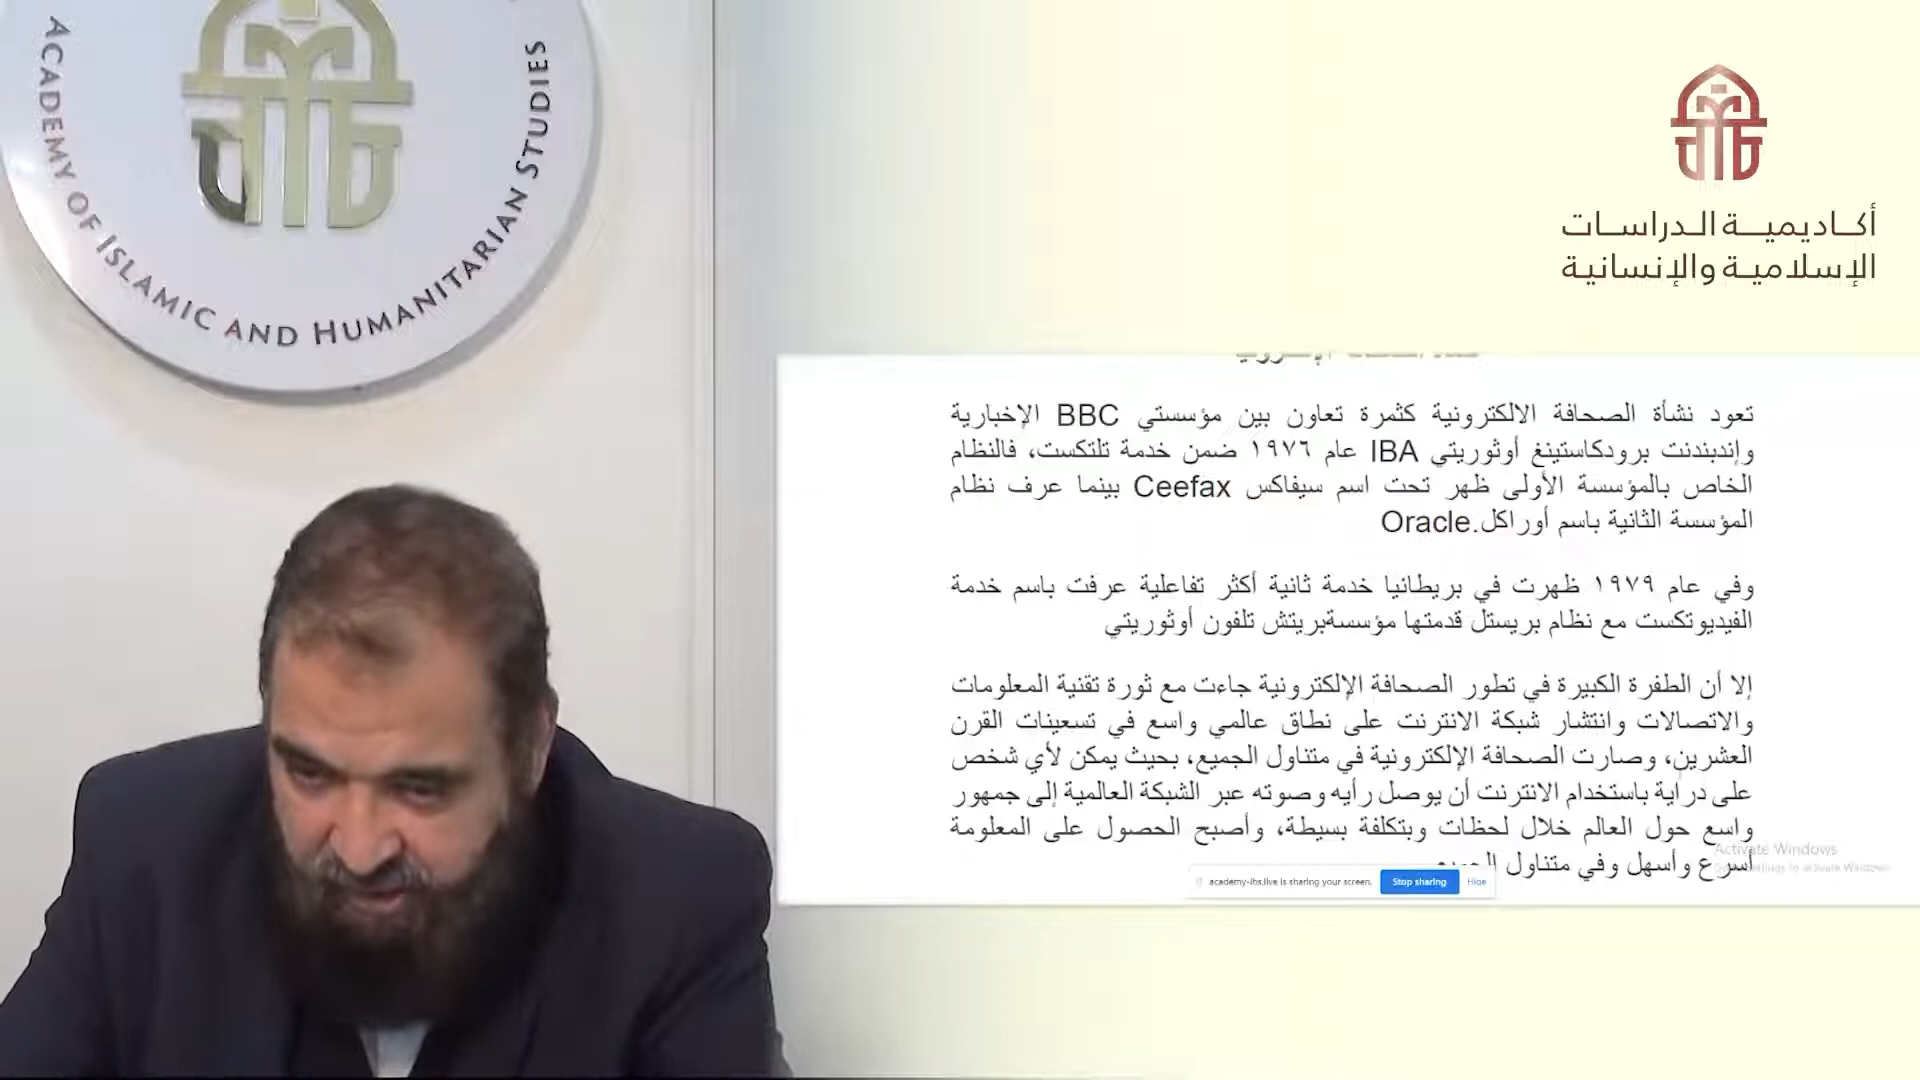 ACADEMY OF ISLAMIC AND HUMANITARIAN STUDIES
أكاديمية الدراسات
الإسلامية والإنسانية
تعود نشأة الصحافة الالكترونية كثمرة تعاون بين مؤسستي BBC الإخبارية
وإندبندنت برودكاستينغ أوثوريتي IBA عام ١٩٧٦ ضمن خدمة تلتكست، فالنظام
الخاص بالمؤسسة الأولى ظهر تحت اسم سيفاكس Ceefax بينما عرف نظام
المؤسسة الثانية باسم أوراكل.Oracle
وفي عام ١٩٧٩ ظهرت في بريطانيا خدمة ثانية أكثر تفاعلية عرفت باسم خدمة
الفيديوتكست مع نظام بريستل قدمتها مؤسسةبريتش تلفون أوثوريتي
إلا أن الطفرة الكبيرة في تطور الصحافة الإلكترونية جاءت مع ثورة تقنية المعلومات
والاتصالات وانتشار شبكة الانترنت على نطاق عالمي واسع في تسعينات القرن
العشرين، وصارت الصحافة الإلكترونية في متناول الجميع، بحيث يمكن لأي شخص
على دراية باستخدام الانترنت أن يوصل رأيه وصوته عبر الشبكة العالمية إلى جمهور
واسع حول العالم خلال لحظات وبتكلفة بسيطة، وأصبح الحصول على المعلومة
أسرع وأسهل وفي متناول الجميع
Activate Windows
Go to Settings to activate Windows.
academy-ihs.live is sharing your screen. Stop sharing Hide